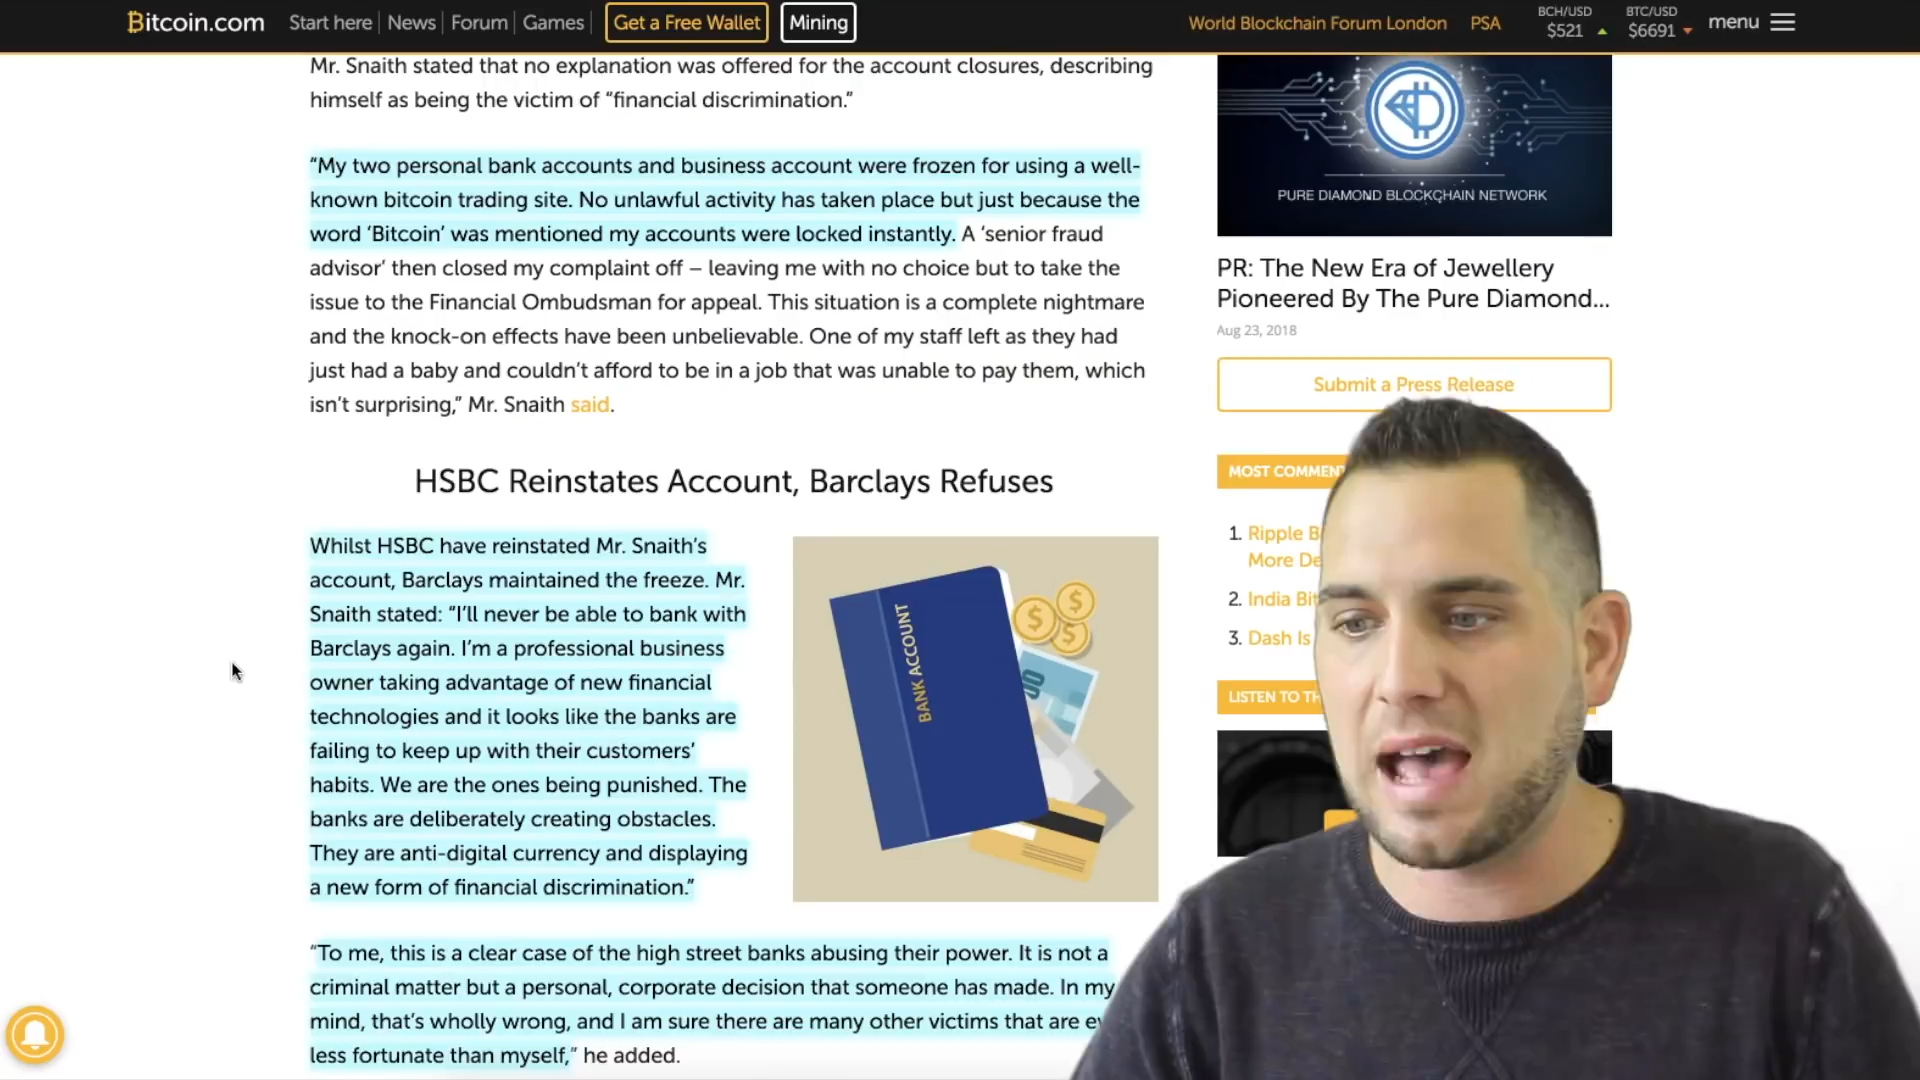 Bitcoin.com
Start here
News
Forum
Games
Get a Free Wallet
Mining
World Blockchain Forum London
PSA
BCH/USD
$521
BTC/USD
$6691
menu
Mr. Snaith stated that no explanation was offered for the account closures, describing
himself as being the victim of “financial discrimination.”
“My two personal bank accounts and business account were frozen for using a well-
known bitcoin trading site. No unlawful activity has taken place but just because the
word ‘Bitcoin’ was mentioned my accounts were locked instantly. A ‘senior fraud
advisor’ then closed my complaint off – leaving me with no choice but to take the
issue to the Financial Ombudsman for appeal. This situation is a complete nightmare
and the knock-on effects have been unbelievable. One of my staff left as they had
just had a baby and couldn’t afford to be in a job that was unable to pay them, which
isn’t surprising,” Mr. Snaith said.
HSBC Reinstates Account, Barclays Refuses
Whilst HSBC have reinstated Mr. Snaith’s
account, Barclays maintained the freeze. Mr.
Snaith stated: “I’ll never be able to bank with
Barclays again. I’m a professional business
owner taking advantage of new financial
technologies and it looks like the banks are
failing to keep up with their customers’
habits. We are the ones being punished. The
banks are deliberately creating obstacles.
They are anti-digital currency and displaying
a new form of financial discrimination.”
BANK ACCOUNT
“To me, this is a clear case of the high street banks abusing their power. It is not a
criminal matter but a personal, corporate decision that someone has made. In my
mind, that’s wholly wrong, and I am sure there are many other victims that are
less fortunate than myself,” he added.
PURE DIAMOND BLOCKCHAIN NETWORK
PR: The New Era of Jewellery
Pioneered By The Pure Diamond...
Aug 23, 2018
Submit a Press Release
MOST
1. Ripple
More
2. India
3. Dash Is
LISTEN TO